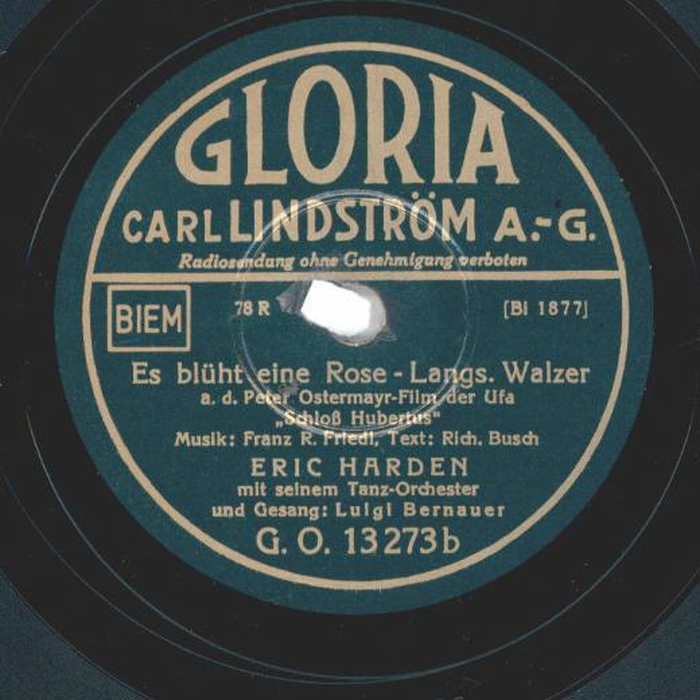 GLORIA
CARL LINDSTRÖM A.-G.
Radiosendung ohne Genehmigung verboten
BIEM 78 R [Bi 1877]
Es blüht eine Rose - Langs. Walzer
a. d. Peter Ostermayr-Film der Ufa
„Schloß Hubertus“
Musik: Franz R. Friedl, Text: Rich. Busch
ERIC HARDEN
mit seinem Tanz-Orchester
und Gesang: Luigi Bernauer
G. O. 13273b